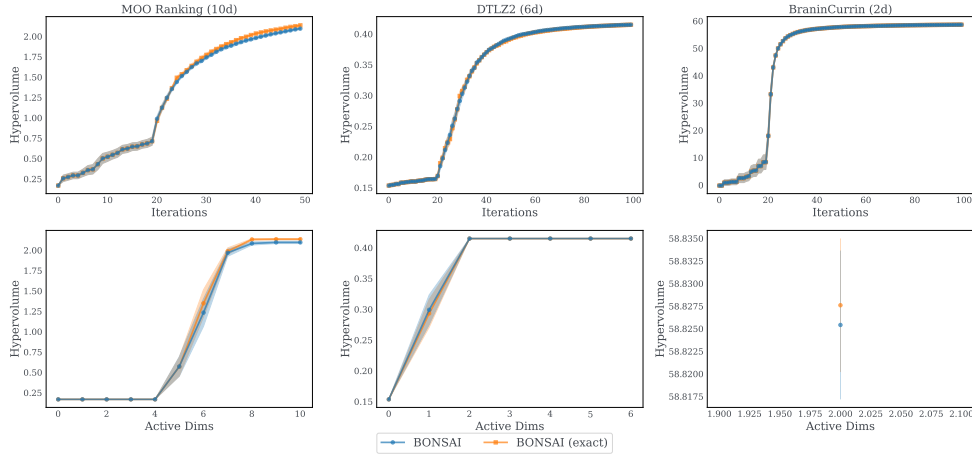 MOO Ranking (10d)
DTLZ2 (6d)
BraninCurrin (2d)
Hypervolume
2.00
1.75
1.50
1.25
1.00
0.75
0.50
0.25
0 10 20 30 40 50
Iterations
Hypervolume
0.40
0.35
0.30
0.25
0.20
0.15
0 20 40 60 80 100
Iterations
Hypervolume
60
50
40
30
20
10
0
0 20 40 60 80 100
Iterations
Hypervolume
2.00
1.75
1.50
1.25
1.00
0.75
0.50
0.25
0 2 4 6 8 10
Active Dims
Hypervolume
0.40
0.35
0.30
0.25
0.20
0.15
0 1 2 3 4 5 6
Active Dims
Hypervolume
58.8350
58.8325
58.8300
58.8275
58.8250
58.8225
58.8200
58.8175
1.900 1.925 1.950 1.975 2.000 2.025 2.050 2.075 2.100
Active Dims
BONSAI
BONSAI (exact)